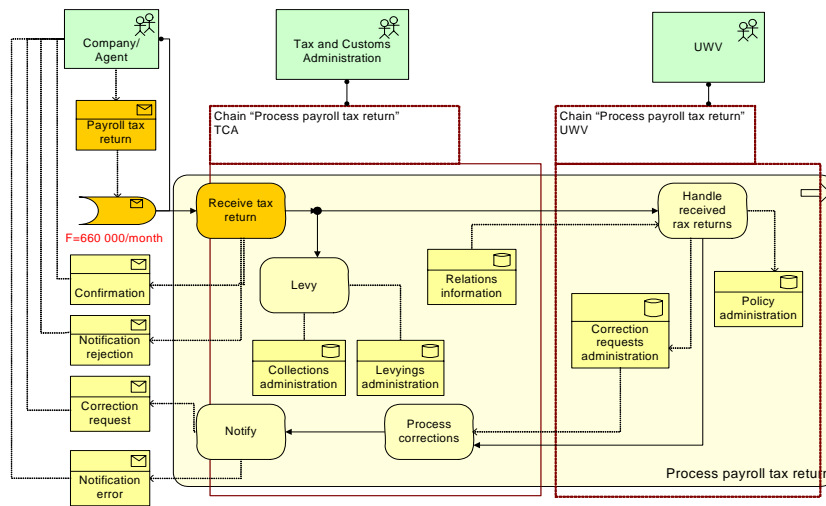 Company/
Agent
Tax and Customs
Administration
UWV
Payroll tax
return
Chain “Process payroll tax return”
TCA
Chain “Process payroll tax return”
UWV
F=660 000/month
Receive tax
return
Handle
received
rax returns
Confirmation
Levy
Relations
information
Policy
administration
Notification
rejection
Correction
requests
administration
Collections
administration
Levyings
administration
Correction
request
Notify
Process
corrections
Notification
error
Process payroll tax return